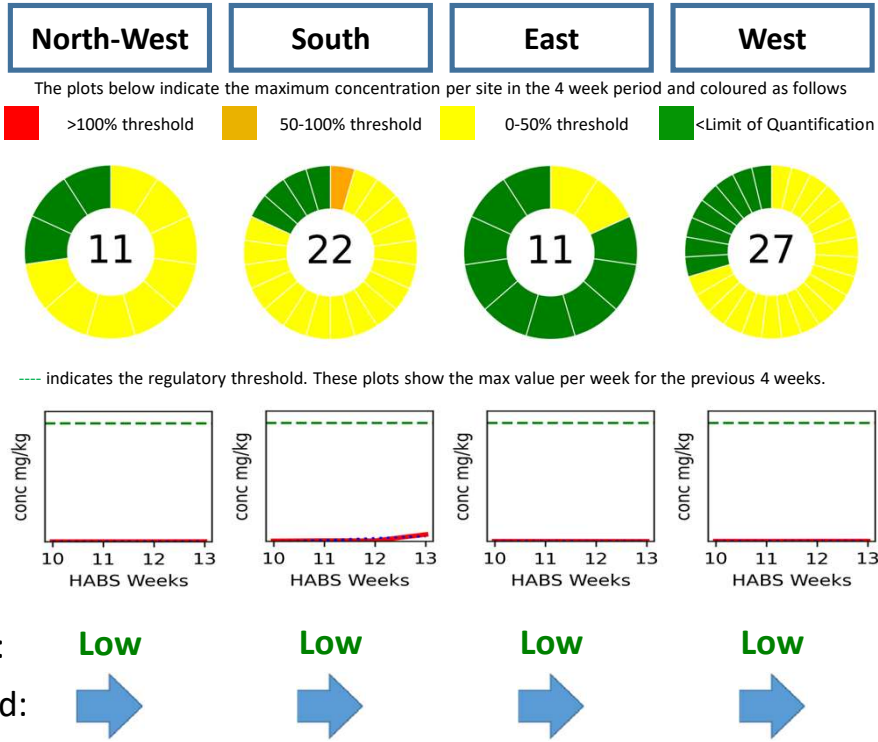 North-West South East West
The plots below indicate the maximum concentration per site in the 4 week period and coloured as follows
>100% threshold 50-100% threshold 0-50% threshold <Limit of Quantification
11 22 11 27
---- indicates the regulatory threshold. These plots show the max value per week for the previous 4 weeks.
conc mg/kg conc mg/kg conc mg/kg conc mg/kg
10 11 12 13 10 11 12 13 10 11 12 13 10 11 12 13
HABS Weeks HABS Weeks HABS Weeks HABS Weeks
: Low Low Low Low
d: